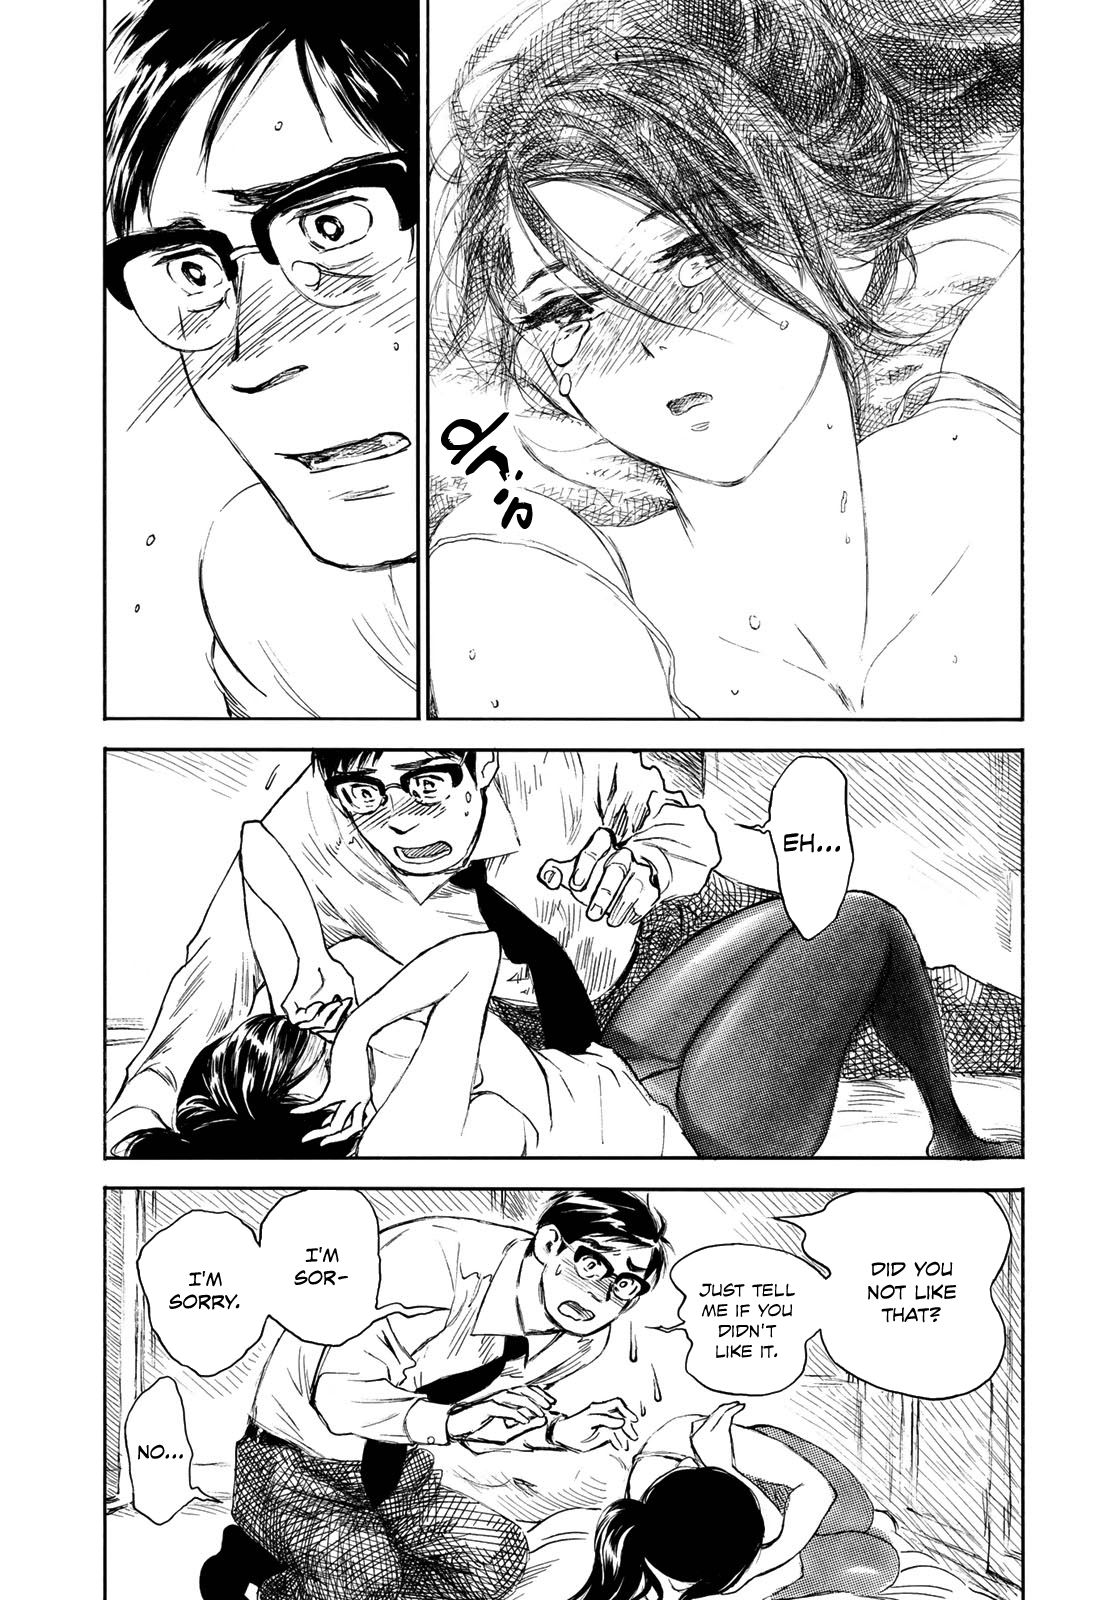 drip
EH...
DID YOU
NOT LIKE
THAT?
JUST TELL
ME IF YOU
DIDN'T
LIKE IT.
I'M
SOR-
I'M
SORRY.
NO...